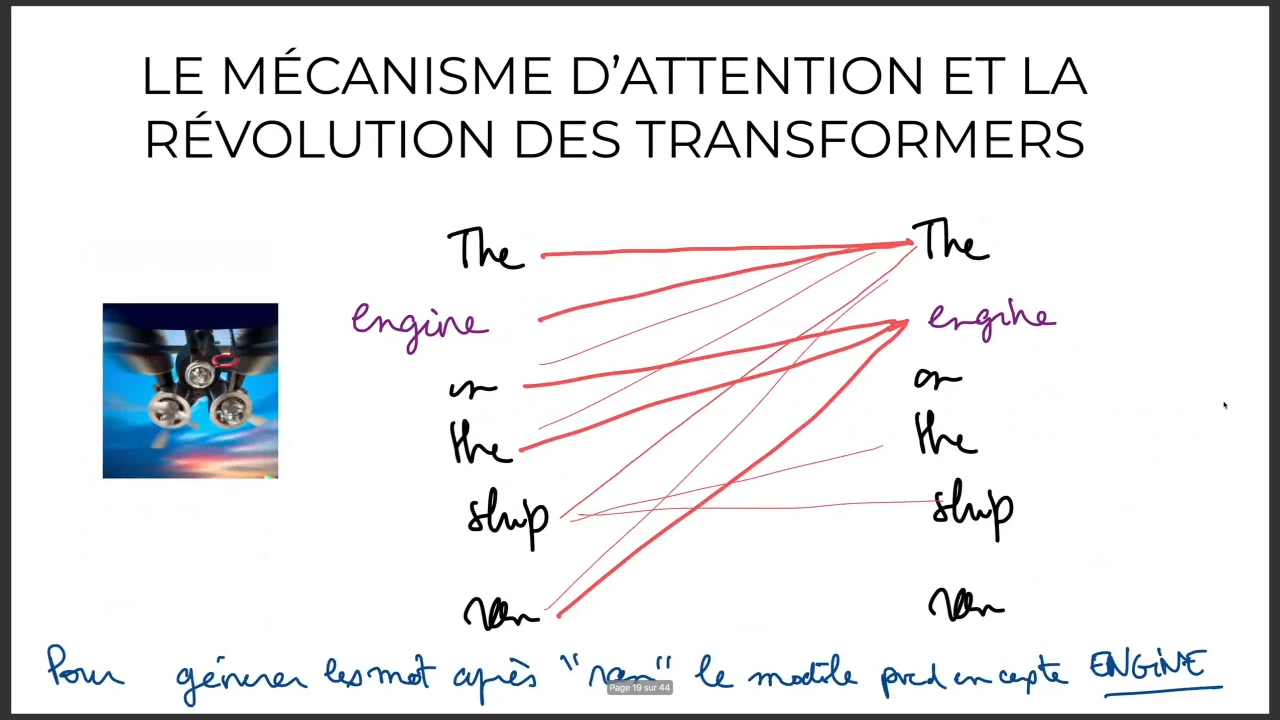 LE MÉCANISME D'ATTENTION ET LA
RÉVOLUTION DES TRANSFORMERS
The The
engine engine
on on
the the
ship ship
ran ran
Pour générer les mot après "ran" le modèle prend en compte ENGINE
Page 19 sur 44